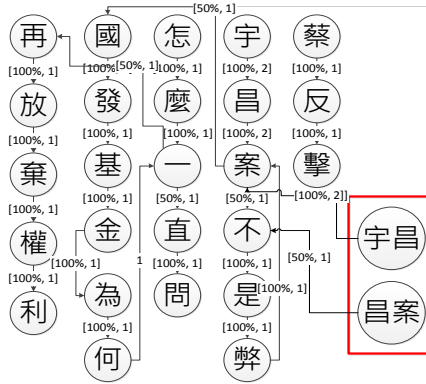 再 國 怎 宇 蔡
[50%, 1]
[100%, 1] [100% [50%, 1] [100%, 1] [100%, 2] [100%, 1]
放 發 麼 昌 反
[100%, 1] [100%, 1] [100%, 1] [100%, 2] [100%, 1]
棄 基 一 案 擊
[100%, 1] [100%, 1] [50%, 1] [50%, 1] [100%, 2]]
權 金 直 不 宇昌
[100%, 1] [100%, 1] [100%, 1] 1 [100%, 1] [50%, 1]
利 為 問 是 昌案
[100%, 1] [100%, 1] [100%, 1]
何 弊